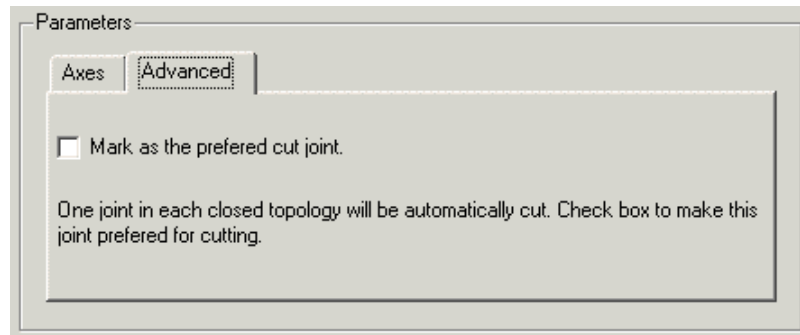 Parameters
Axes
Advanced
Mark as the prefered cut joint.
One joint in each closed topology will be automatically cut. Check box to make this
joint prefered for cutting.